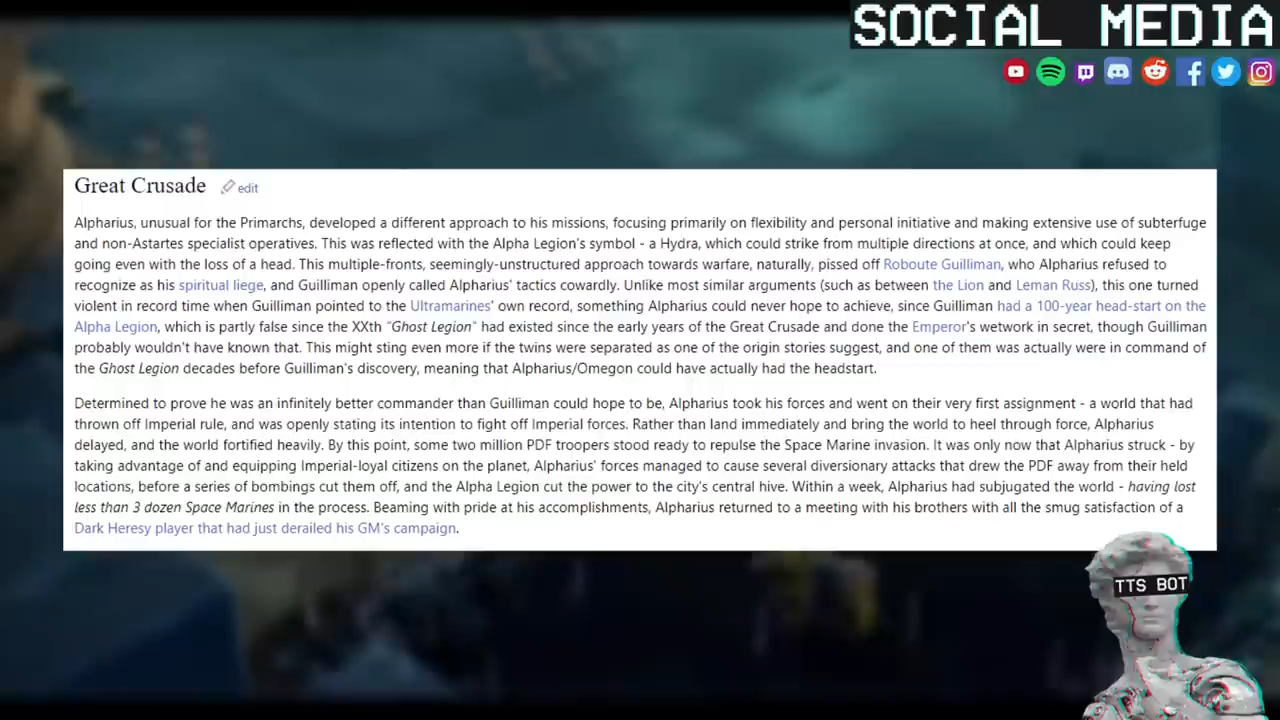 SOCIAL MEDIA
Great Crusade edit
Alpharius, unusual for the Primarchs, developed a different approach to his missions, focusing primarily on flexibility and personal initiative and making extensive use of subterfuge
and non-Astartes specialist operatives. This was reflected with the Alpha Legion's symbol - a Hydra, which could strike from multiple directions at once, and which could keep
going even with the loss of a head. This multiple-fronts, seemingly-unstructured approach towards warfare, naturally, pissed off Roboute Guilliman, who Alpharius refused to
recognize as his spiritual liege, and Guilliman openly called Alpharius' tactics cowardly. Unlike most similar arguments (such as between the Lion and Leman Russ), this one turned
violent in record time when Guilliman pointed to the Ultramarines' own record, something Alpharius could never hope to achieve, since Guilliman had a 100-year head-start on the
Alpha Legion, which is partly false since the XXth "Ghost Legion" had existed since the early years of the Great Crusade and done the Emperor's wetwork in secret, though Guilliman
probably wouldn't have known that. This might sting even more if the twins were separated as one of the origin stories suggest, and one of them was actually were in command of
the Ghost Legion decades before Guilliman's discovery, meaning that Alpharius/Omegon could have actually had the headstart.
Determined to prove he was an infinitely better commander than Guilliman could hope to be, Alpharius took his forces and went on their very first assignment - a world that had
thrown off Imperial rule, and was openly stating its intention to fight off Imperial forces. Rather than land immediately and bring the world to heel through force, Alpharius
delayed, and the world fortified heavily. By this point, some two million PDF troopers stood ready to repulse the Space Marine invasion. It was only now that Alpharius struck - by
taking advantage of and equipping Imperial-loyal citizens on the planet, Alpharius' forces managed to cause several diversionary attacks that drew the PDF away from their held
locations, before a series of bombings cut them off, and the Alpha Legion cut the power to the city's central hive. Within a week, Alpharius had subjugated the world - having lost
less than 3 dozen Space Marines in the process. Beaming with pride at his accomplishments, Alpharius returned to a meeting with his brothers with all the smug satisfaction of a
Dark Heresy player that had just derailed his GM's campaign.
TTS BOT